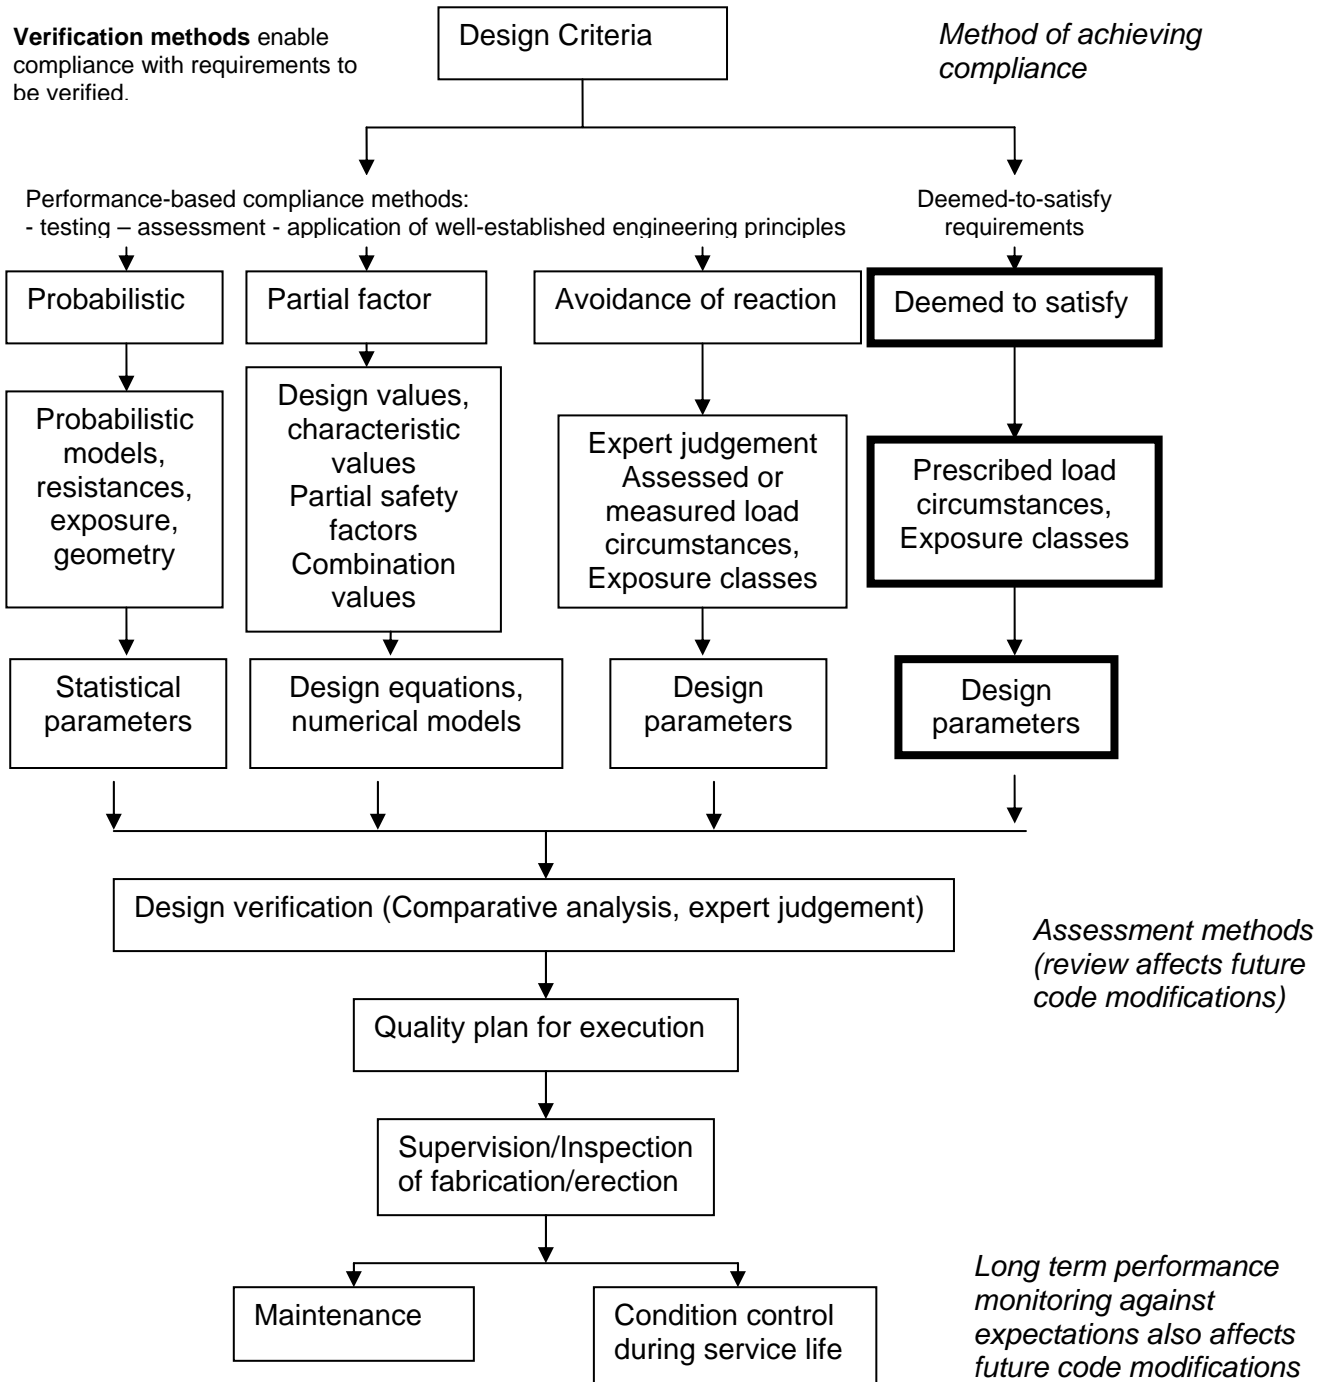 Verification methods enable
compliance with requirements to
be verified.
Design Criteria
Method of achieving
compliance
Performance-based compliance methods:
- testing – assessment - application of well-established engineering principles
Deemed-to-satisfy
requirements
Probabilistic
Partial factor
Avoidance of reaction
Deemed to satisfy
Probabilistic
models,
resistances,
exposure,
geometry
Design values,
characteristic
values
Partial safety
factors
Combination
values
Expert judgement
Assessed or
measured load
circumstances,
Exposure classes
Prescribed load
circumstances,
Exposure classes
Statistical
parameters
Design equations,
numerical models
Design
parameters
Design
parameters
Design verification (Comparative analysis, expert judgement)
Assessment methods
(review affects future
code modifications)
Quality plan for execution
Supervision/Inspection
of fabrication/erection
Maintenance
Condition control
during service life
Long term performance
monitoring against
expectations also affects
future code modifications